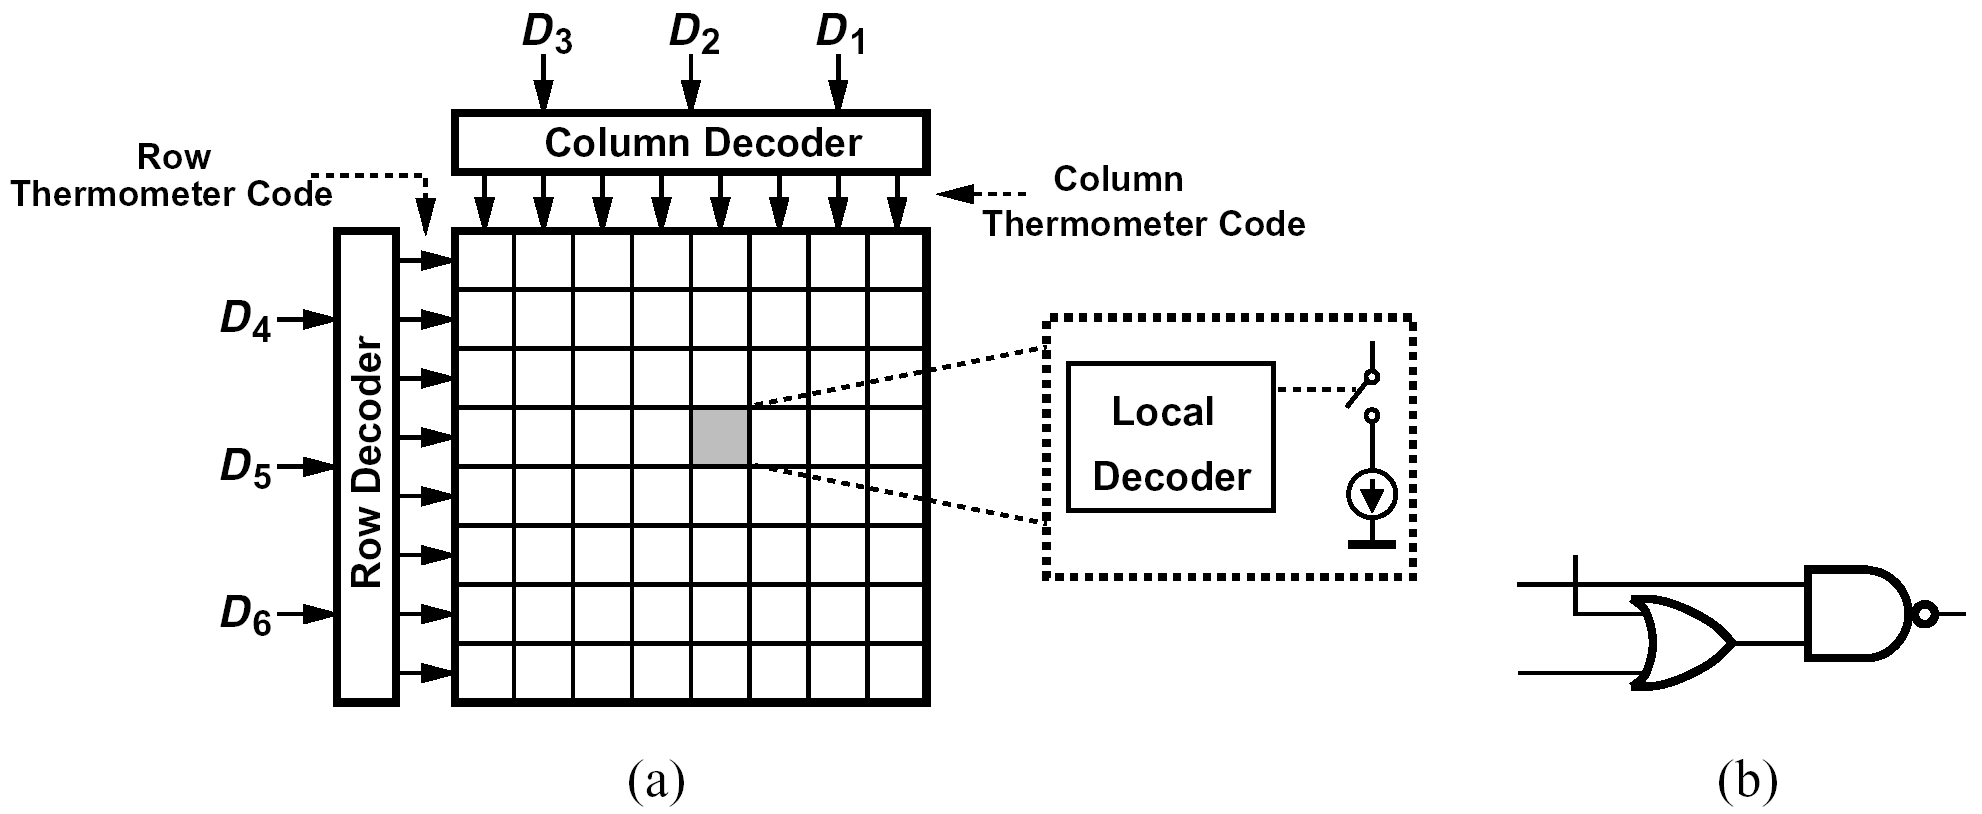 D3 D2 D1
Column Decoder
Row
Thermometer Code
Column
Thermometer Code
D4
D5
D6
Row Decoder
Local
Decoder
(a)
(b)